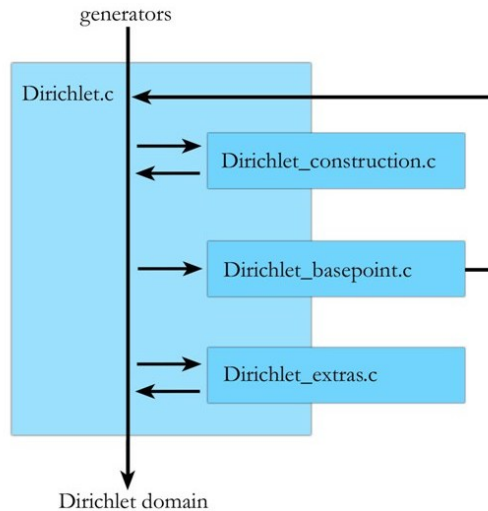 generators
Dirichlet.c
Dirichlet_construction.c
Dirichlet_basepoint.c
Dirichlet_extras.c
Dirichlet domain